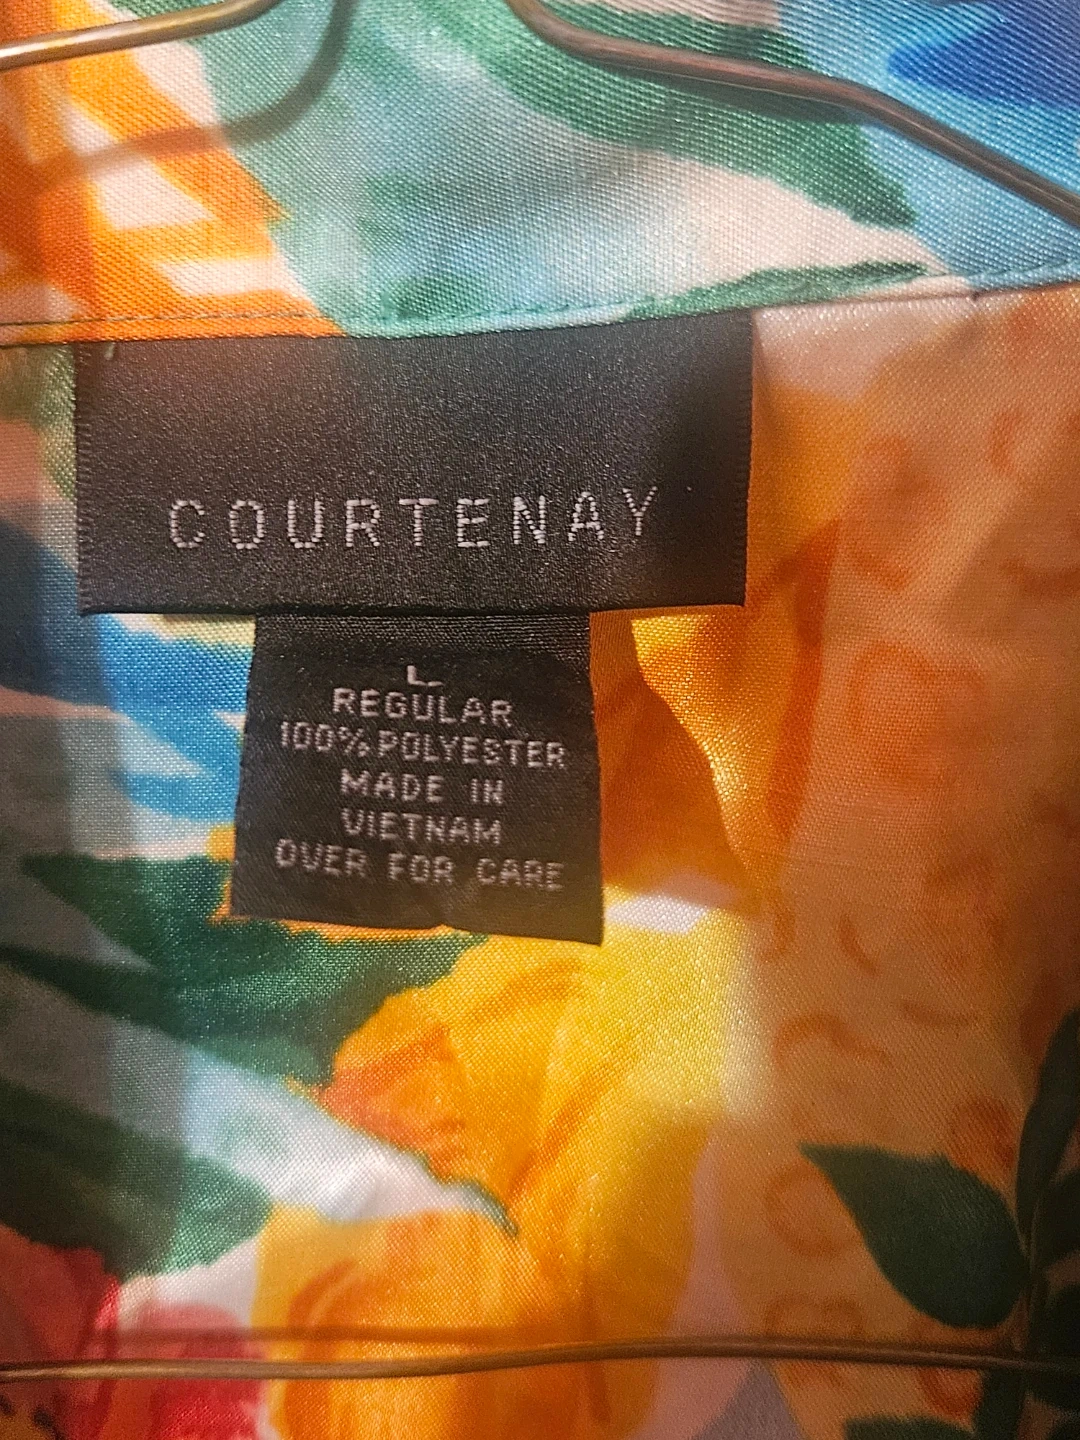 COURTENAY
L
REGULAR
100% POLYESTER
MADE IN
VIETNAM
OVER FOR CARE